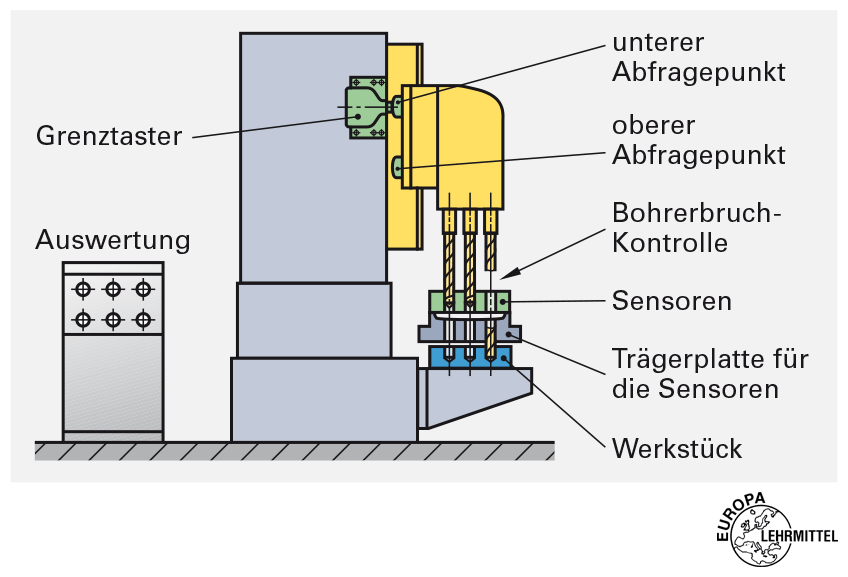 unterer
Abfragepunkt
Grenztaster
oberer
Abfragepunkt
Auswertung
Bohrerbruch-
Kontrolle
Sensoren
Trägerplatte für
die Sensoren
Werkstück
EUROPA
LEHRMITTEL